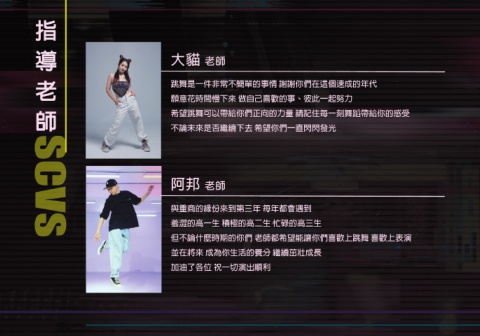 指導老師
SCVS
大貓 老師
跳舞是一件非常不簡單的事情 謝謝你們在這個速成的年代
願意花時間慢下來 做自己喜歡的事、彼此一起努力
希望跳舞可以帶給你們正向的力量 請記住每一刻舞蹈帶給你的感受
不論未來是否繼續下去 希望你們一直閃閃發光
阿邦 老師
與重商的緣份來到第三年 每年都會遇到
羞澀的高一生 積極的高二生 忙碌的高三生
但不論什麼時期的你們 老師都希望能讓你們喜歡上跳舞 喜歡上表演
並在將來 成為你生活的養分 繼續茁壯成長
加油了各位 祝一切演出順利